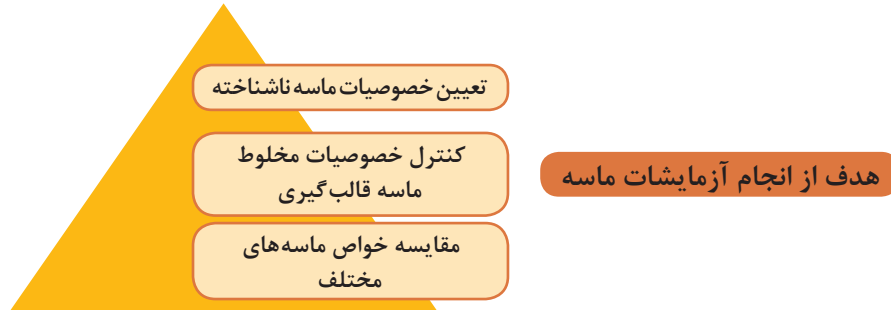 هدف از انجام آزمایشات ماسه
تعیین خصوصیات ماسه ناشناخته
کنترل خصوصیات مخلوط
ماسه قالب‌گیری
مقایسه خواص ماسه‌های
مختلف